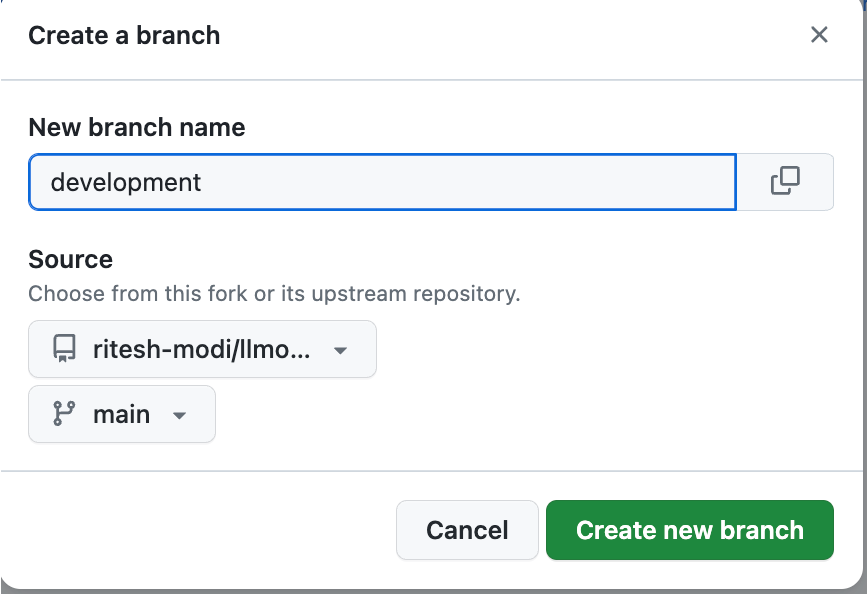 Create a branch
New branch name
development
Source
Choose from this fork or its upstream repository.
ritesh-modi/llmo...
main
Cancel
Create new branch